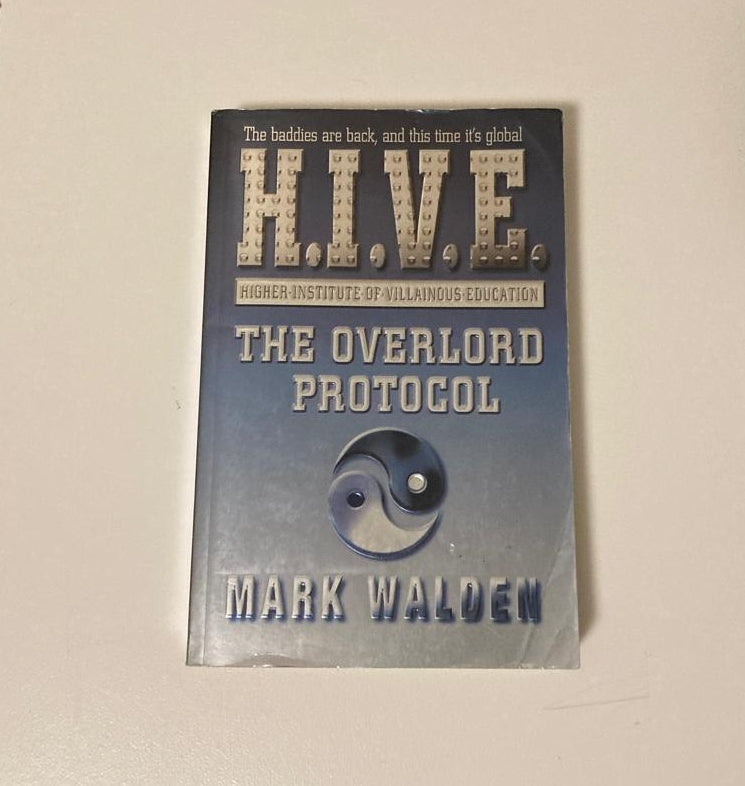 The baddies are back, and this time it's global
H.I.V.E.
HIGHER·INSTITUTE·OF·VILLAINOUS·EDUCATION
THE OVERLORD
PROTOCOL
MARK WALDEN